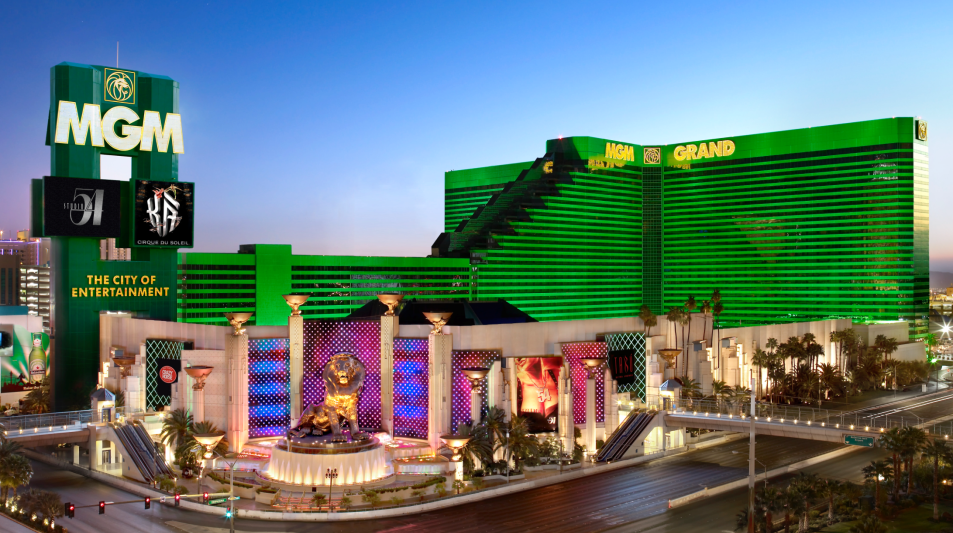 MGM
STUDIO
54
KÀ
CIRQUE DU SOLEIL
THE CITY OF
ENTERTAINMENT
MGM GRAND